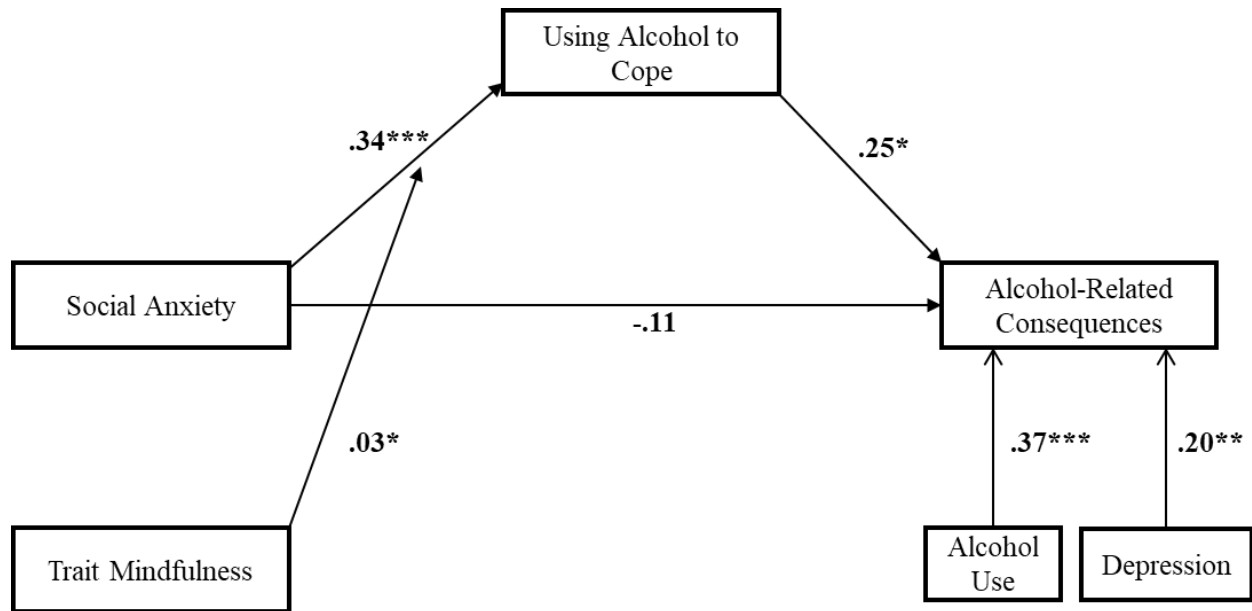 Using Alcohol to
Cope
.34***
.25*
Social Anxiety
-.11
Alcohol-Related
Consequences
.03*
.37***
.20**
Trait Mindfulness
Alcohol
Use
Depression